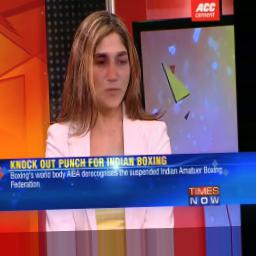 ACC
cement
KNOCK OUT PUNCH FOR INDIAN BOXING
Boxing's world body AIBA derecognises the suspended Indian Amatuer Boxing
Federation.
TIMES
NOW